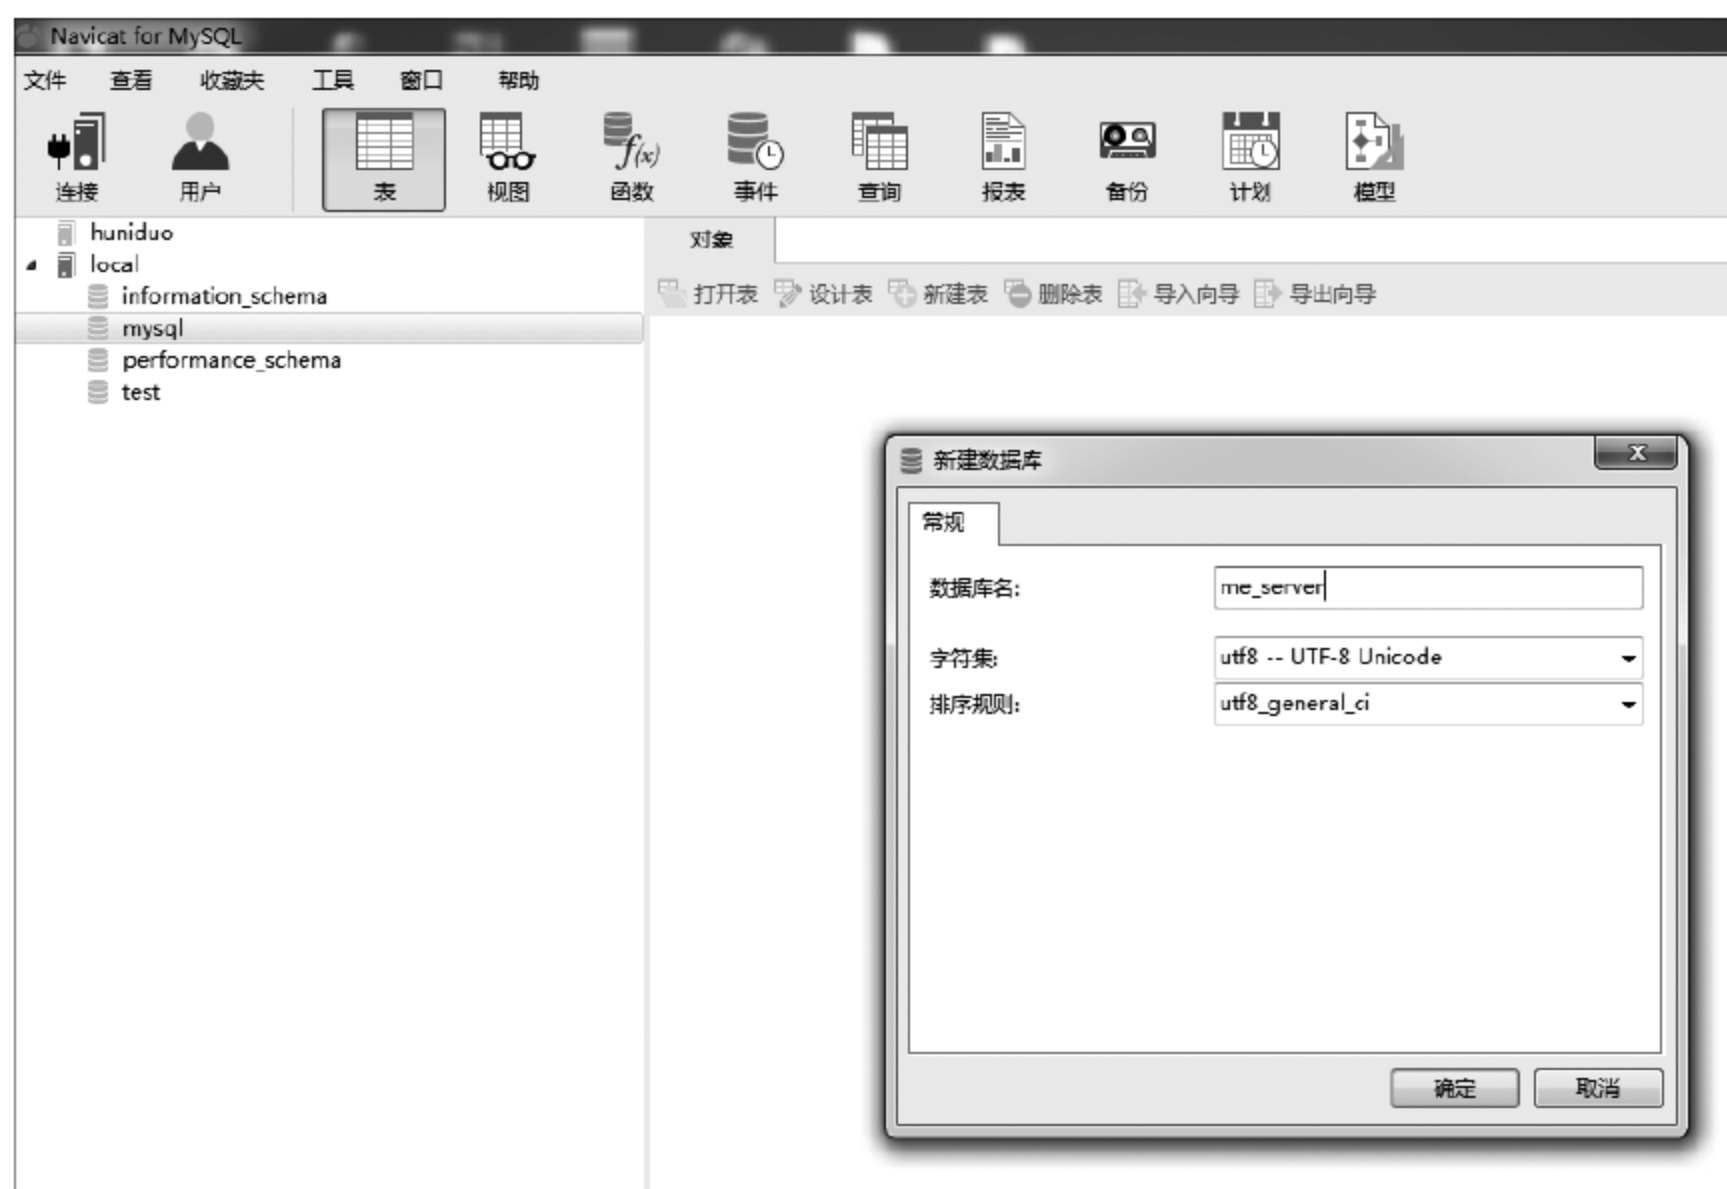 Navicat for MySQL
文件 查看 收藏夹 工具 窗口 帮助
连接 用户 表 视图 函数 事件 查询 报表 备份 计划 模型
f(x)
huniduo
local
information_schema
mysql
performance_schema
test
对象
打开表 设计表 新建表 删除表 导入向导 导出向导
新建数据库
x
常规
数据库名: me_server
字符集: utf8 -- UTF-8 Unicode
排序规则: utf8_general_ci
确定 取消